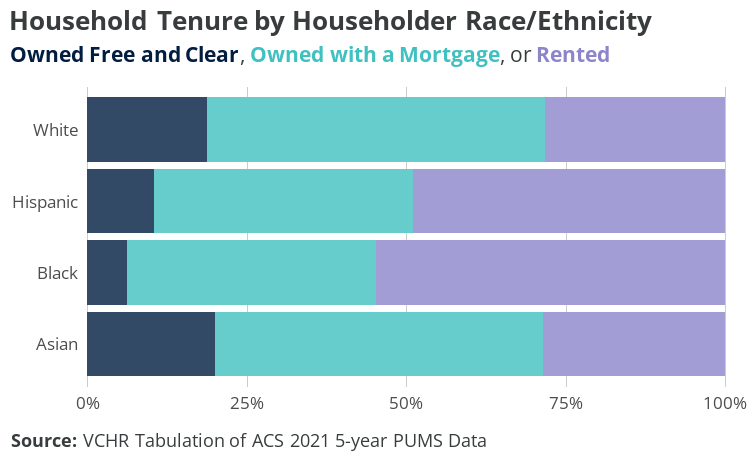 Household Tenure by Householder Race/Ethnicity
Owned Free and Clear, Owned with a Mortgage, or Rented
White
Hispanic
Black
Asian
0% 25% 50% 75% 100%
Source: VCHR Tabulation of ACS 2021 5-year PUMS Data